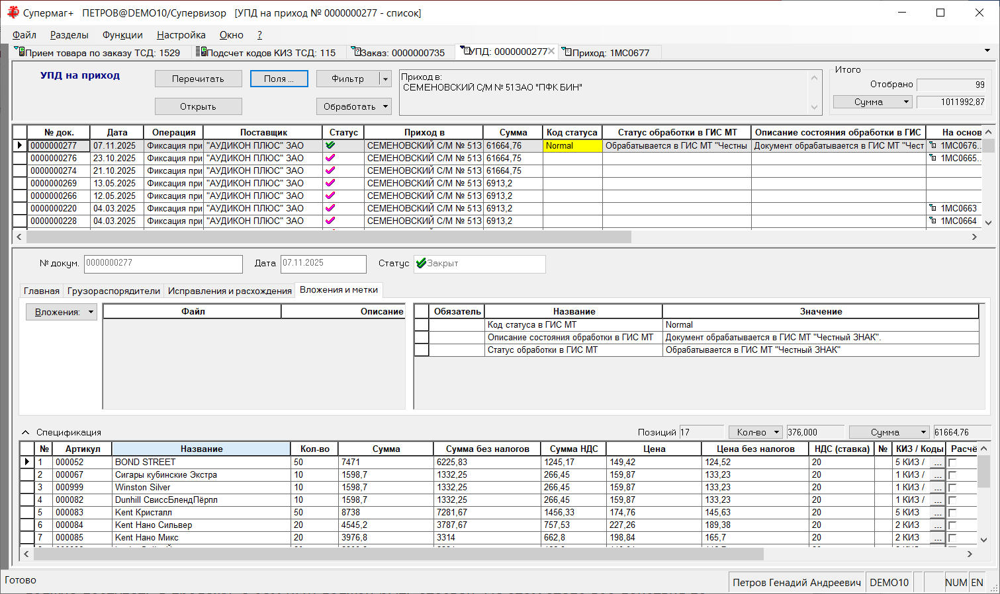 Супермаг+ ПЕТРОВ@DEMO10/Супервизор [УПД на приход № 0000000277 - список]
Файл Разделы Функции Настройка Окно ?
Прием товара по заказу ТСД: 1529 Подсчет кодов КИЗ ТСД: 115 Заказ: 0000000735 УПД: 0000000277 Приход: 1МС0677
УПД на приход Перечитать Поля ... Фильтр Приход в: Итого
СЕМЕНОВСКИЙ С/М № 513АО "ПФК БИН" Отобрано 99
Открыть Обработать Сумма 1011992,87
№ док. Дата Операция Поставщик Статус Приход в Сумма Код статуса Статус обработки в ГИС МТ Описание состояния обработки в ГИС На основ
0000000277 07.11.2025 Фиксация при "АУДИКОН ПЛЮС" ЗАО СЕМЕНОВСКИЙ С/М № 513 61664,76 Normal Обрабатывается в ГИС МТ "Честны Документ обрабатывается в ГИС МТ "Чест 1МС0676..
0000000276 23.10.2025 Фиксация при "АУДИКОН ПЛЮС" ЗАО СЕМЕНОВСКИЙ С/М № 513 61664,75 1МС0665..
0000000274 21.10.2025 Фиксация при "АУДИКОН ПЛЮС" ЗАО СЕМЕНОВСКИЙ С/М № 513 61664,75
0000000269 13.05.2025 Фиксация при "АУДИКОН ПЛЮС" ЗАО СЕМЕНОВСКИЙ С/М № 513 6913,2
0000000266 12.05.2025 Фиксация при "АУДИКОН ПЛЮС" ЗАО СЕМЕНОВСКИЙ С/М № 513 6913,2
0000000220 04.03.2025 Фиксация при "АУДИКОН ПЛЮС" ЗАО СЕМЕНОВСКИЙ С/М № 513 6913,2 1МС0663
0000000228 04.03.2025 Фиксация при "АУДИКОН ПЛЮС" ЗАО СЕМЕНОВСКИЙ С/М № 513 6913,2 1МС0664
№ докум. 0000000277 Дата 07.11.2025 Статус Закрыт
Главная Грузораспорядители Исправления и расхождения Вложения и метки
Вложения: Файл Описание Обязатель Название Значение
Код статуса в ГИС МТ Normal
Описание состояния обработки в ГИС МТ Документ обрабатывается в ГИС МТ "Честный ЗНАК".
Статус обработки в ГИС МТ Обрабатывается в ГИС МТ "Честный ЗНАК"
Спецификация Позиций 17 Кол-во 376,000 Сумма 61664,76
№ Артикул Название Кол-во Сумма Сумма без налогов Сумма НДС Цена Цена без налогов НДС (ставка) № КИЗ / Коды Расчё
1 000052 BOND STREET 50 7471 6225,83 1245,17 149,42 124,52 20 5 КИЗ / ...
2 000067 Сигары кубинские Экстра 10 1598,7 1332,25 266,45 159,87 133,23 20 1 КИЗ / ...
3 000999 Winston Silver 10 1598,7 1332,25 266,45 159,87 133,23 20 1 КИЗ / ...
4 000082 Dunhill СвиссБлендПёрпл 10 1598,7 1332,25 266,45 159,87 133,23 20 1 КИЗ / ...
5 000083 Kent Кристалл 50 8738 7281,67 1456,33 174,76 145,63 20 5 КИЗ ...
6 000084 Kent Нано Сильвер 20 4545,2 3787,67 757,53 227,26 189,38 20 2 КИЗ ...
7 000085 Kent Нано Микс 20 3976,8 3314 662,8 198,84 165,7 20 2 КИЗ ...
Готово Петров Генадий Андреевич DEMO10 NUM EN